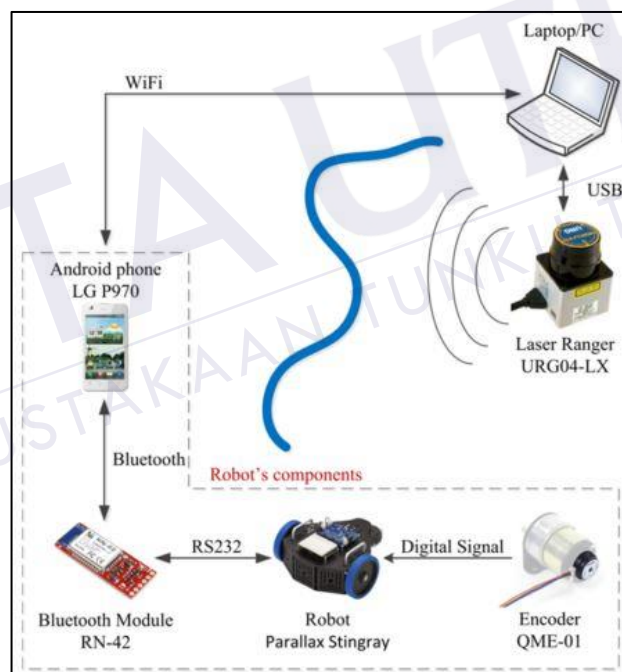 Laptop/PC
WiFi
USB
Android phone
LG P970
Laser Ranger
URG04-LX
Bluetooth
Robot's components
RS232
Digital Signal
Bluetooth Module
RN-42
Robot
Parallax Stingray
Encoder
QME-01